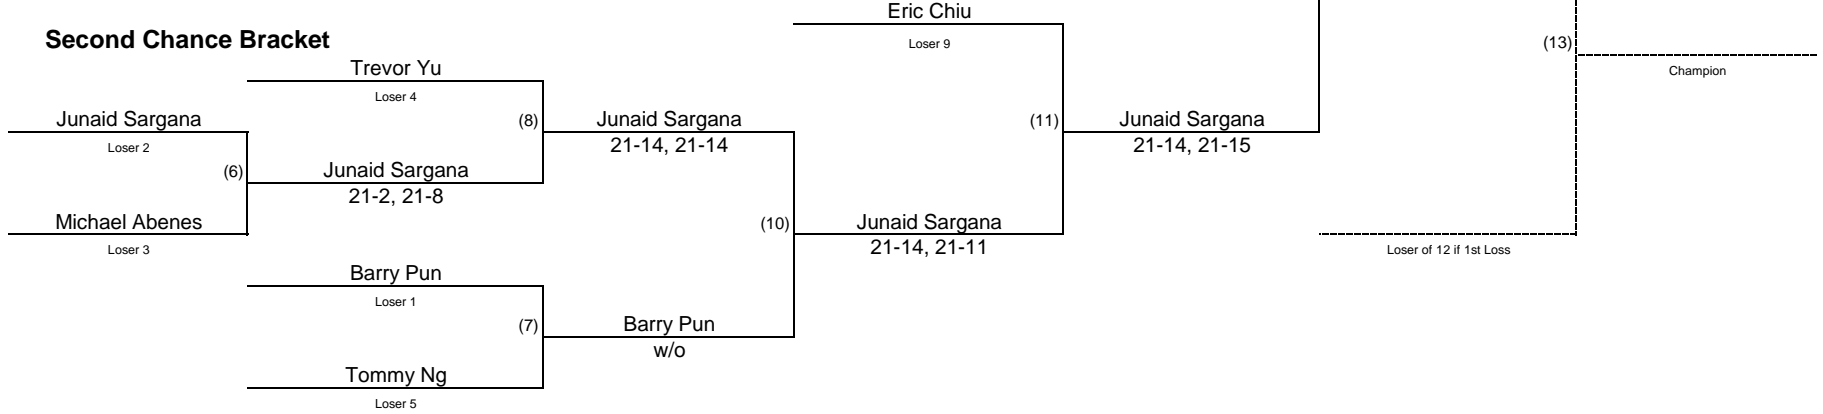 Eric Chiu
Second Chance Bracket
Loser 9
(13)
Trevor Yu
Champion
Loser 4
Junaid Sargana
(8)
Junaid Sargana
(11)
Junaid Sargana
Loser 2
21-14, 21-14
21-14, 21-15
(6)
Junaid Sargana
21-2, 21-8
Michael Abenes
(10)
Junaid Sargana
Loser 3
21-14, 21-11
Loser of 12 if 1st Loss
Barry Pun
Loser 1
(7)
Barry Pun
w/o
Tommy Ng
Loser 5